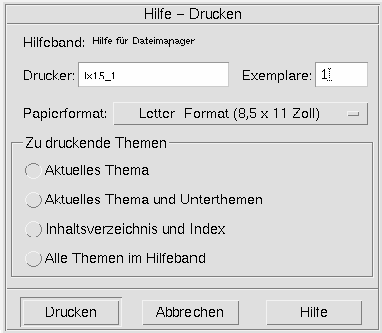 Hilfe – Drucken
Hilfeband: Hilfe für Dateimanager
Drucker: lx15_1 Exemplare: 1
Papierformat: Letter Format (8,5 x 11 Zoll)
Zu druckende Themen
Aktuelles Thema
Aktuelles Thema und Unterthemen
Inhaltsverzeichnis und Index
Alle Themen im Hilfeband
Drucken Abbrechen Hilfe